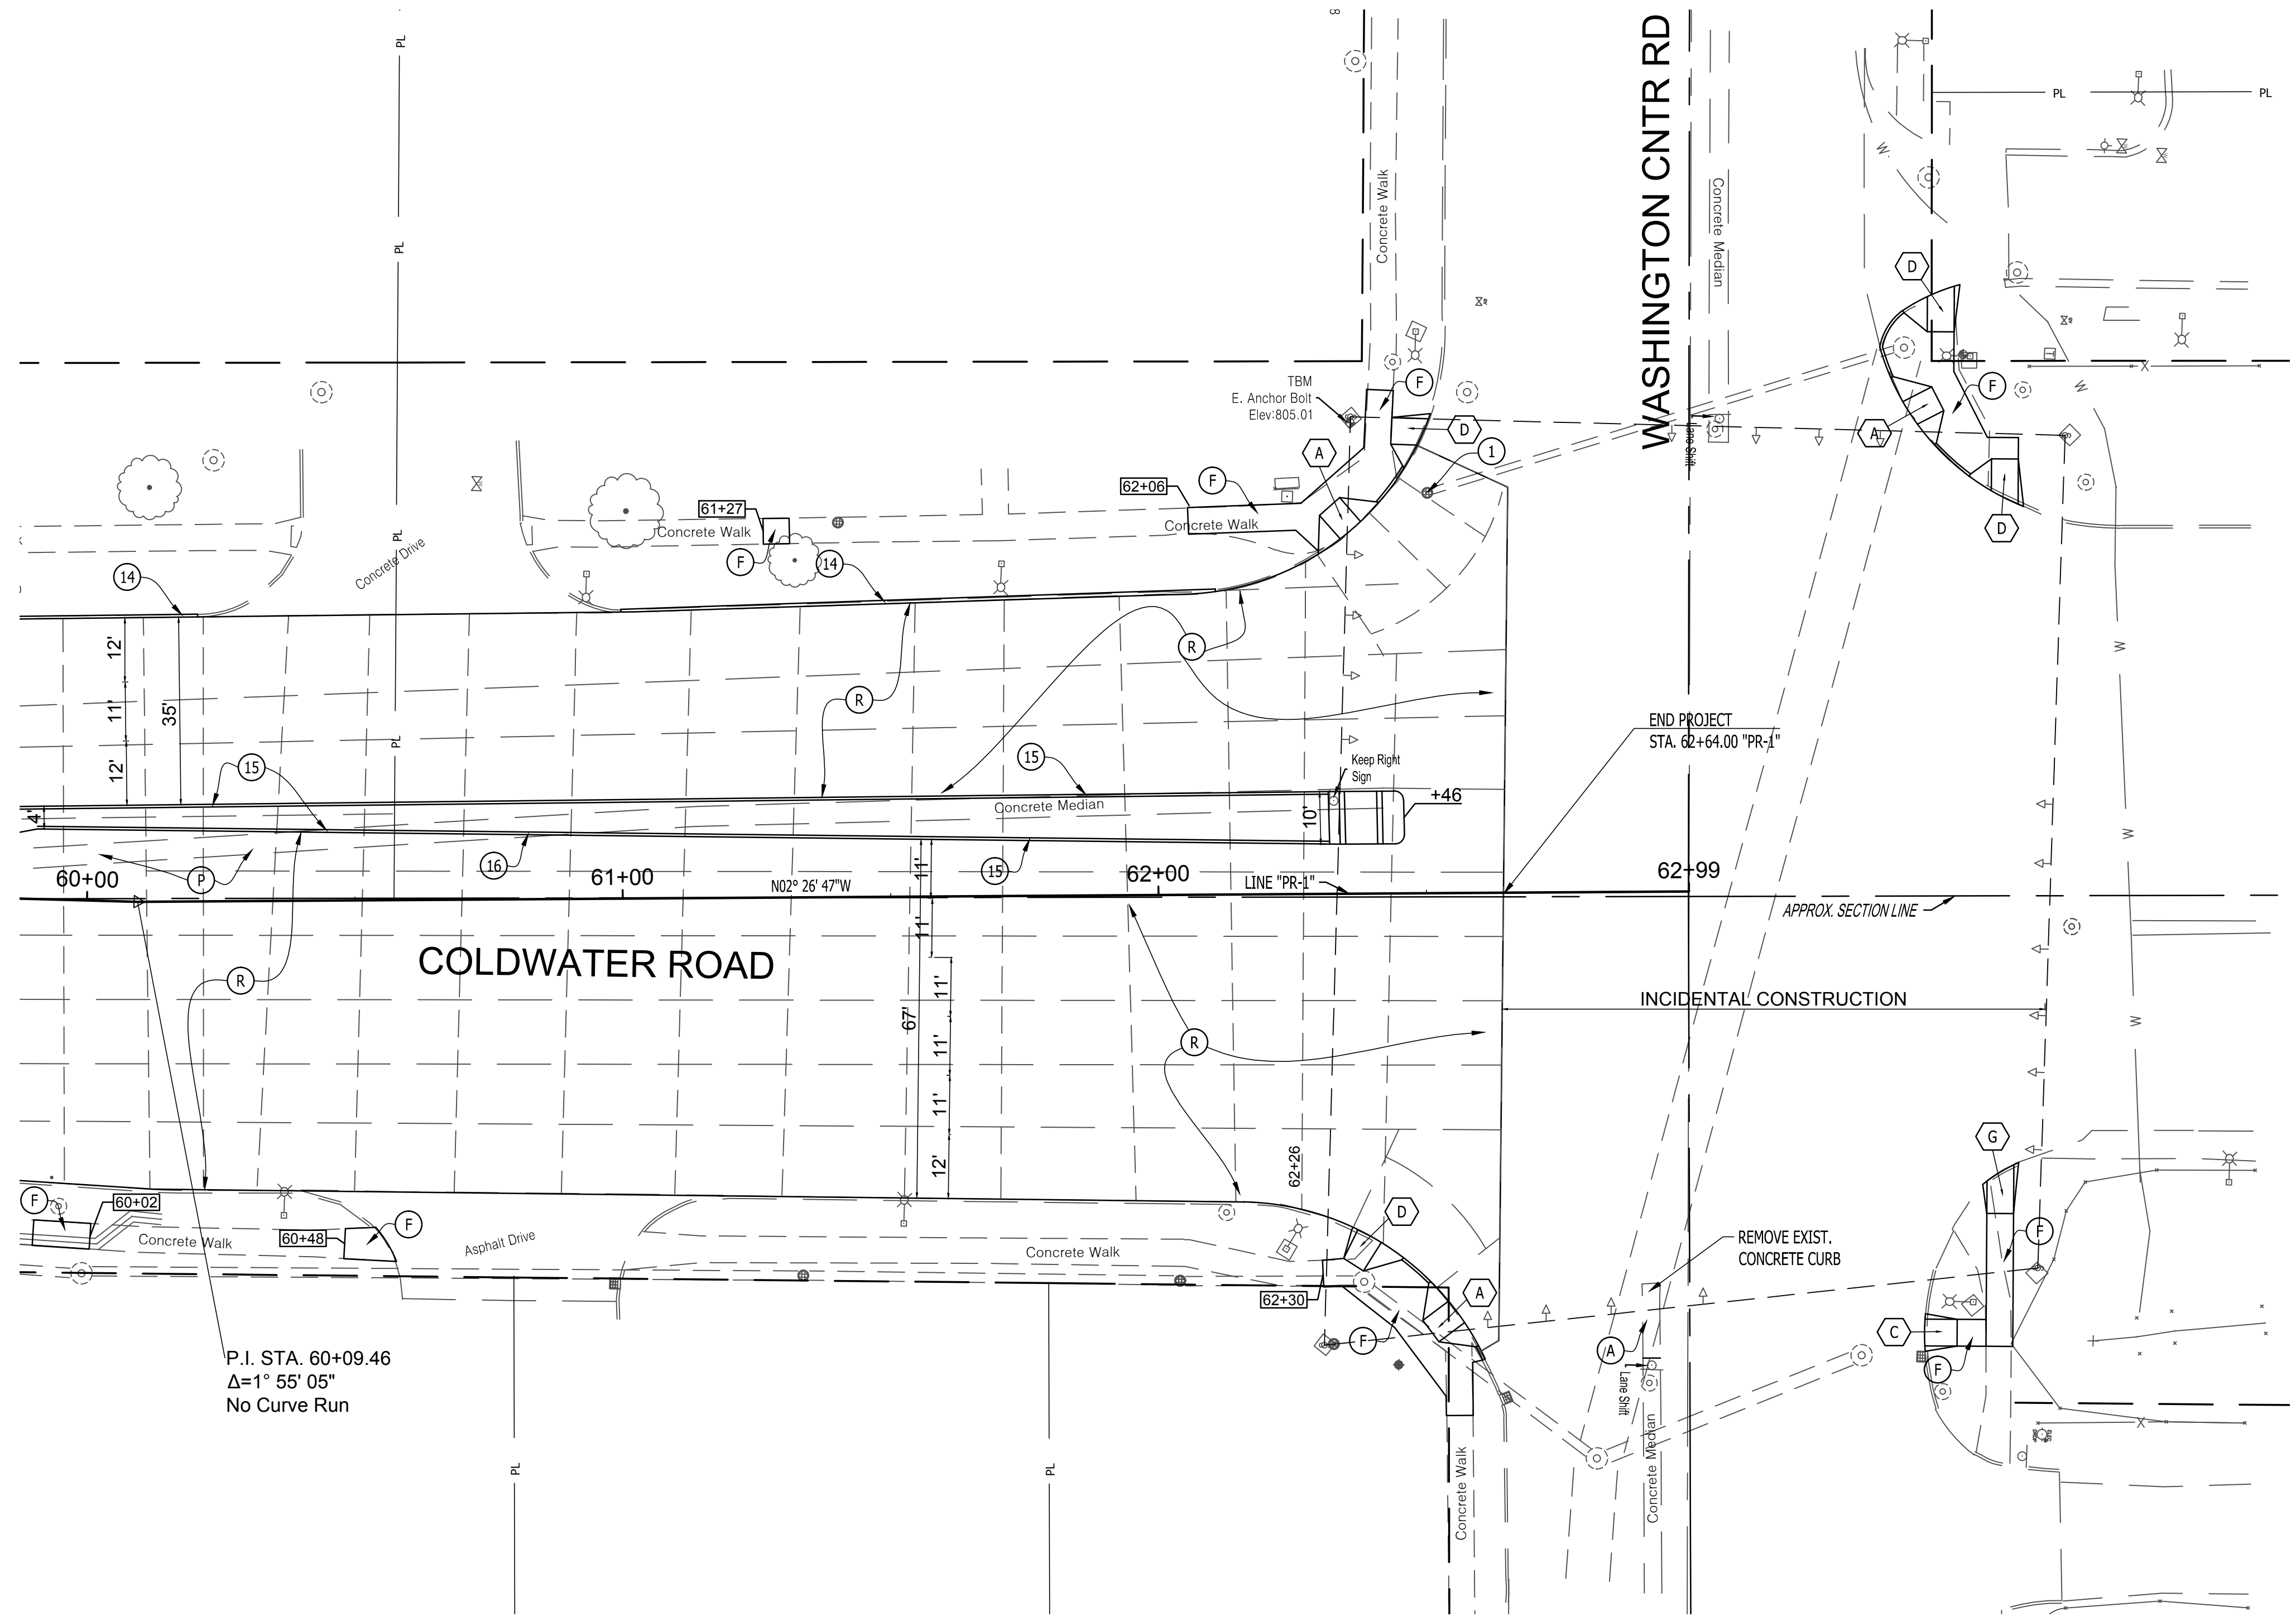 8
PL
WASHINGTON CNTR RD
PL
PL
W
Concrete Walk
Concrete Median
PL
D
W
TBM
E. Anchor Bolt
Elev:805.01
F
F
X
D
A
A
Lane Shift
1
62+06
F
D
61+27
Concrete Walk
Concrete Walk
PL
Concrete Drive
F
14
14
R
W
12'
11'
35'
12'
R
PL
END PROJECT
STA. 62+64.00 "PR-1"
15
15
Keep Right
Sign
+46
Concrete Median
4'
10'
W
16
15
P
11'
60+00
61+00
N02° 26' 47"W
62+00
LINE "PR-1"
62+99
APPROX. SECTION LINE
11'
COLDWATER ROAD
R
11'
67'
INCIDENTAL CONSTRUCTION
W
11'
R
11'
12'
62+26
G
F
60+02
60+48
F
Concrete Walk
Asphalt Drive
Concrete Walk
D
REMOVE EXIST.
CONCRETE CURB
F
62+30
A
F
A
C
F
P.I. STA. 60+09.46
Δ=1° 55' 05"
No Curve Run
Lane Shift
X
PL
PL
Concrete Walk
Concrete Median